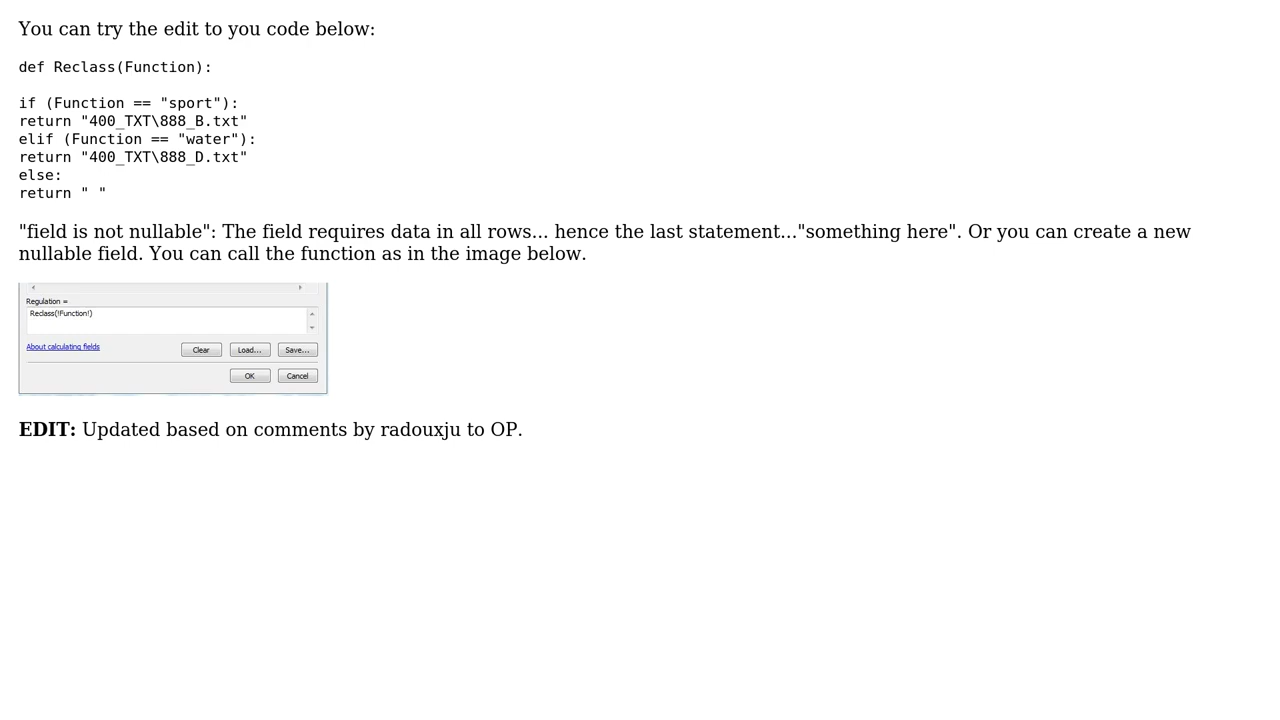 You can try the edit to you code below:
def Reclass(Function):
if (Function == "sport"):
return "400_TXT\888_B.txt"
elif (Function == "water"):
return "400_TXT\888_D.txt"
else:
return " "
"field is not nullable": The field requires data in all rows... hence the last statement..."something here". Or you can create a new
nullable field. You can call the function as in the image below.
Regulation =
Reclass(!Function!)
About calculating fields
Clear
Load...
Save...
OK
Cancel
EDIT: Updated based on comments by radouxju to OP.